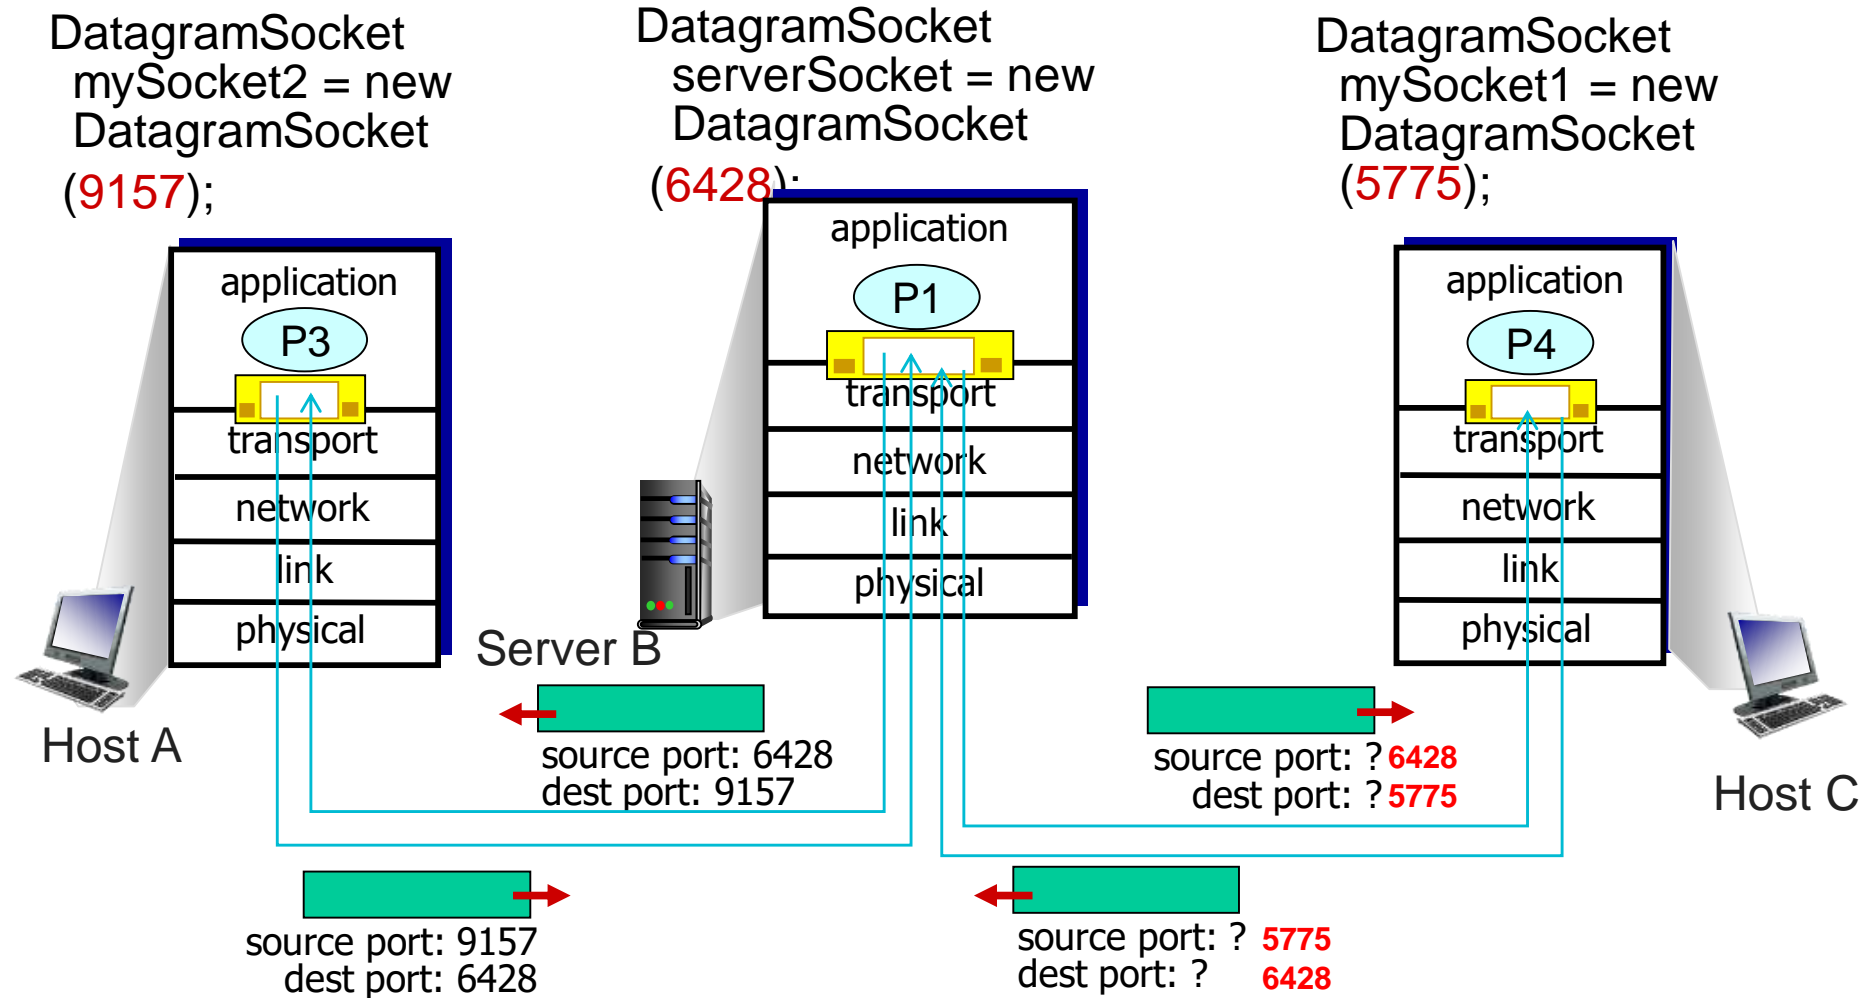 DatagramSocket
mySocket2 = new
DatagramSocket
(9157);
DatagramSocket
serverSocket = new
DatagramSocket
(6428);
DatagramSocket
mySocket1 = new
DatagramSocket
(5775);
application
P3
transport
network
link
physical
Host A
application
P1
transport
network
link
physical
Server B
application
P4
transport
network
link
physical
Host C
source port: 6428
dest port: 9157
source port: ? 6428
dest port: ? 5775
source port: 9157
dest port: 6428
source port: ? 5775
dest port: ? 6428